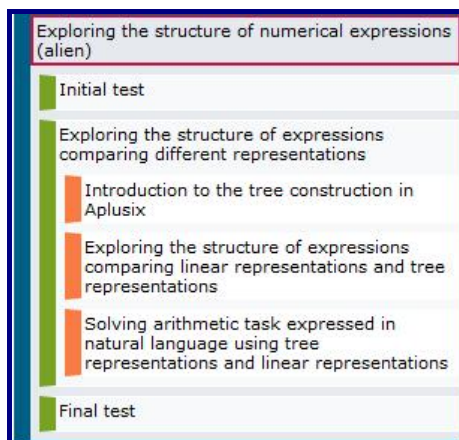 Exploring the structure of numerical expressions
(alien)
Initial test
Exploring the structure of expressions
comparing different representations
Introduction to the tree construction in
Aplusix
Exploring the structure of expressions
comparing linear representations and tree
representations
Solving arithmetic task expressed in
natural language using tree
representations and linear representations
Final test